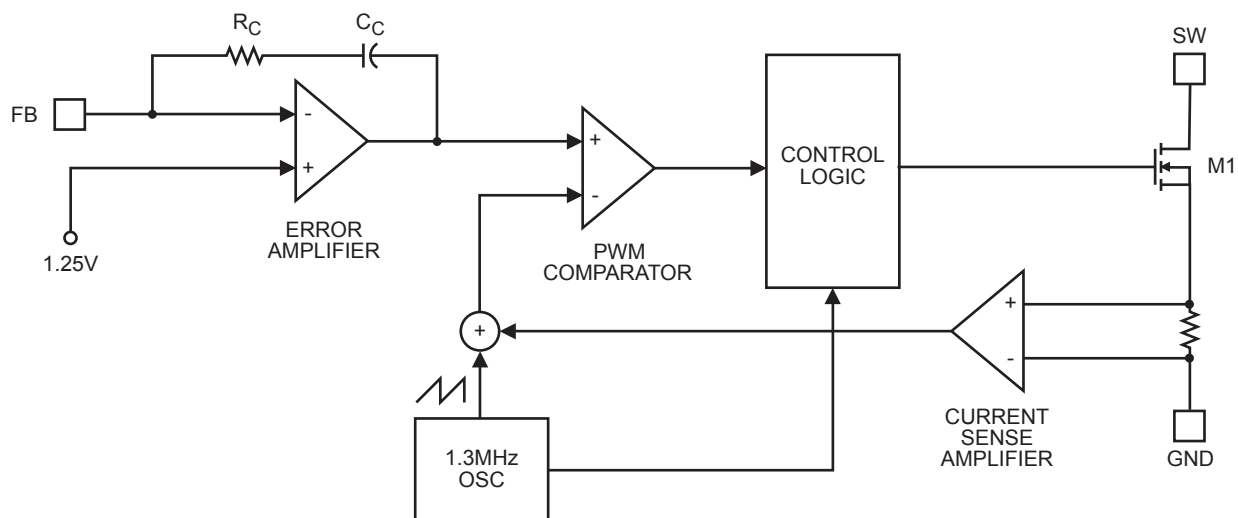 R_C
C_C
SW
FB
-
+
1.25V
ERROR
AMPLIFIER
+
-
PWM
COMPARATOR
CONTROL
LOGIC
M1
+
+
-
CURRENT
SENSE
AMPLIFIER
GND
1.3MHz
OSC